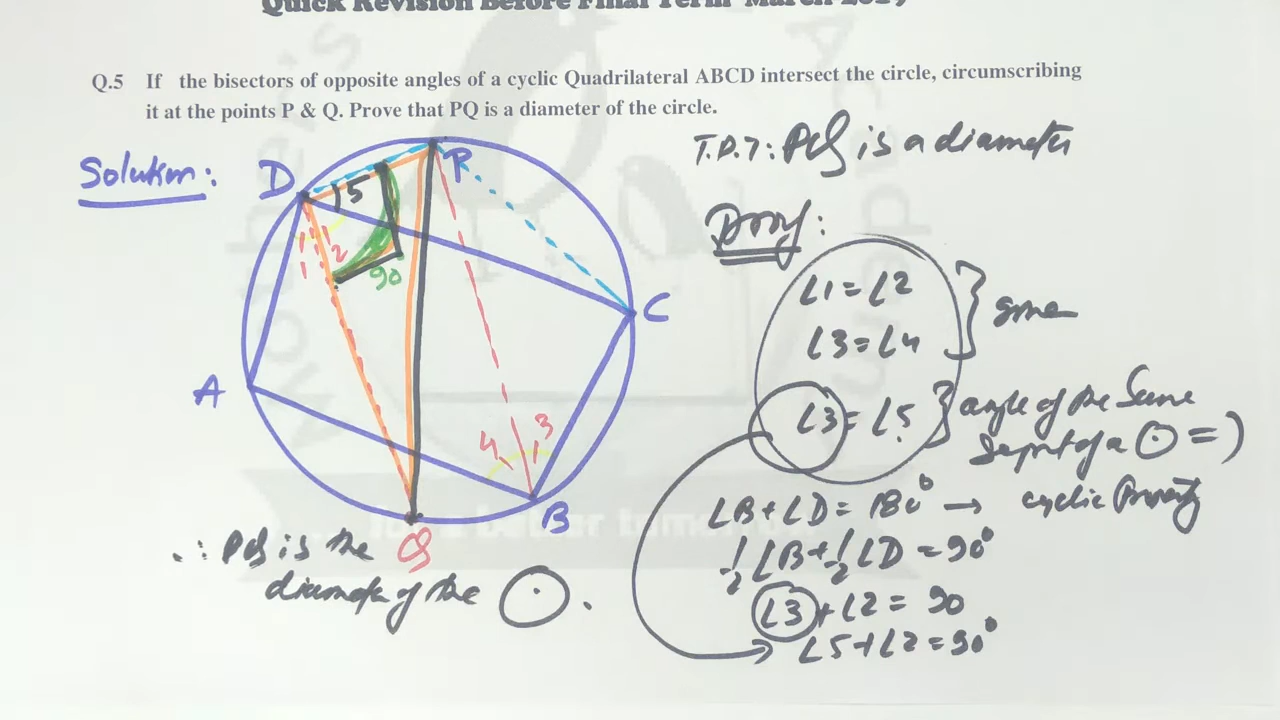 Quick Revision Before Final Term March 2019
Q.5 If the bisectors of opposite angles of a cyclic Quadrilateral ABCD intersect the circle, circumscribing
it at the points P & Q. Prove that PQ is a diameter of the circle.
Solution:
T.P.T: PQ is a diameter
D
P
5
2
1
90
Proof:
∠1=∠2
∠3=∠4
} given
C
A
∠3=∠5
} angle of the Same
Segment of a ⊙ =)
4
3
B
Q
∠B+∠D= 180° → cyclic Property
½∠B+½∠D =90°
∠3+∠2= 90
∠5+∠2=90°
∴ PQ is the
diameter of the ⊙.